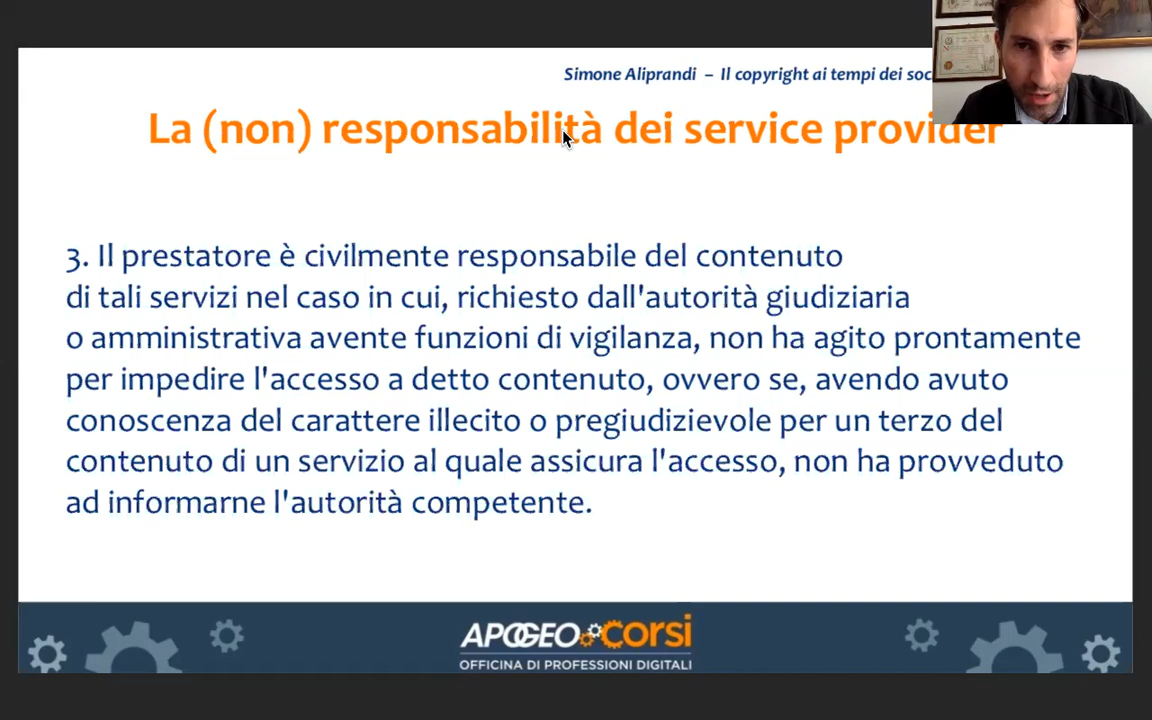 Simone Aliprandi – Il copyright ai tempi dei
La (non) responsabilità dei service provider
3. Il prestatore è civilmente responsabile del contenuto
di tali servizi nel caso in cui, richiesto dall'autorità giudiziaria
o amministrativa avente funzioni di vigilanza, non ha agito prontamente
per impedire l'accesso a detto contenuto, ovvero se, avendo avuto
conoscenza del carattere illecito o pregiudizievole per un terzo del
contenuto di un servizio al quale assicura l'accesso, non ha provveduto
ad informarne l'autorità competente.
APOGEO CORSI
OFFICINA DI PROFESSIONI DIGITALI